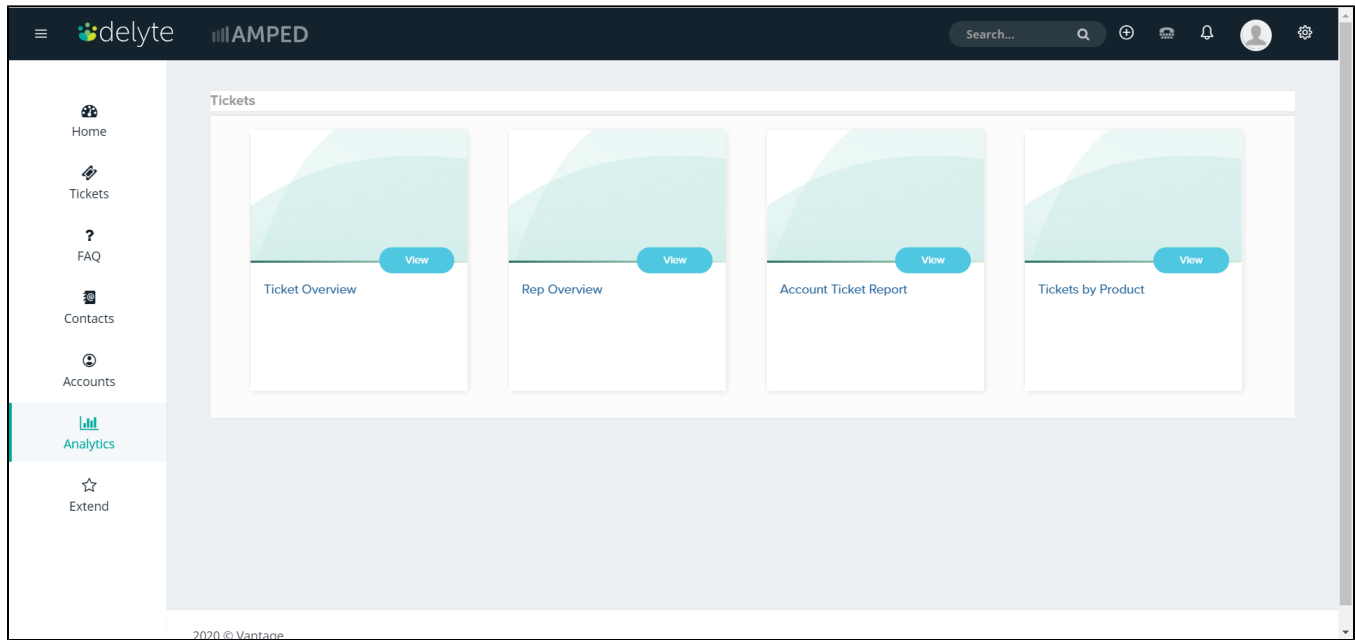 delyte AMPED Search...
Tickets
Home
Tickets
FAQ
Contacts
Accounts
Analytics
Extend
View View View View
Ticket Overview Rep Overview Account Ticket Report Tickets by Product
2020 © Vantage